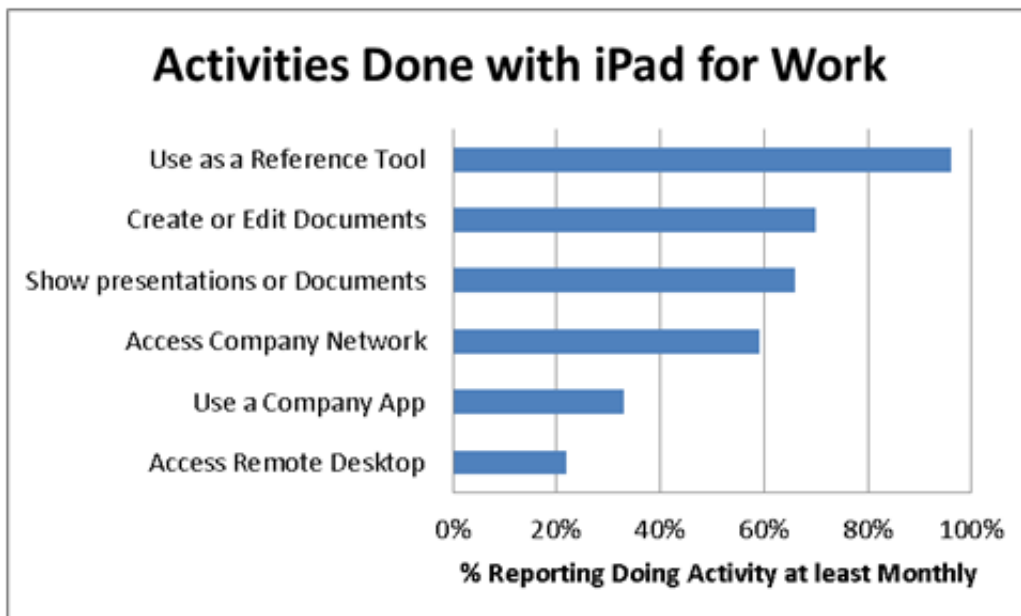 Activities Done with iPad for Work
Use as a Reference Tool
Create or Edit Documents
Show presentations or Documents
Access Company Network
Use a Company App
Access Remote Desktop
0% 20% 40% 60% 80% 100%
% Reporting Doing Activity at least Monthly